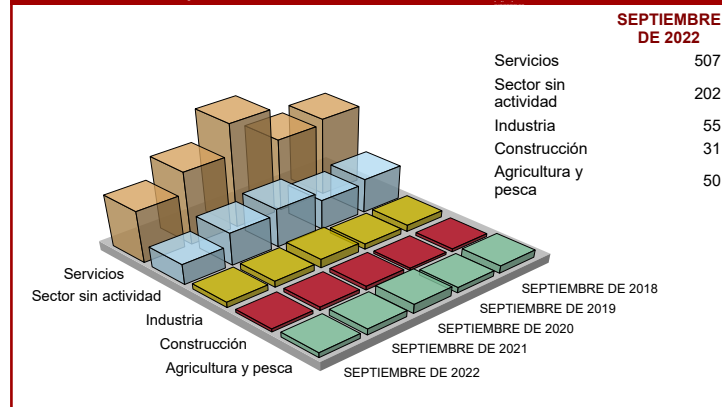 SEPTIEMBRE
DE 2022
Servicios 507
Sector sin
actividad 202
Industria 55
Construcción 31
Agricultura y
pesca 50
Servicios
Sector sin actividad
Industria
Construcción
Agricultura y pesca
SEPTIEMBRE DE 2018
SEPTIEMBRE DE 2019
SEPTIEMBRE DE 2020
SEPTIEMBRE DE 2021
SEPTIEMBRE DE 2022